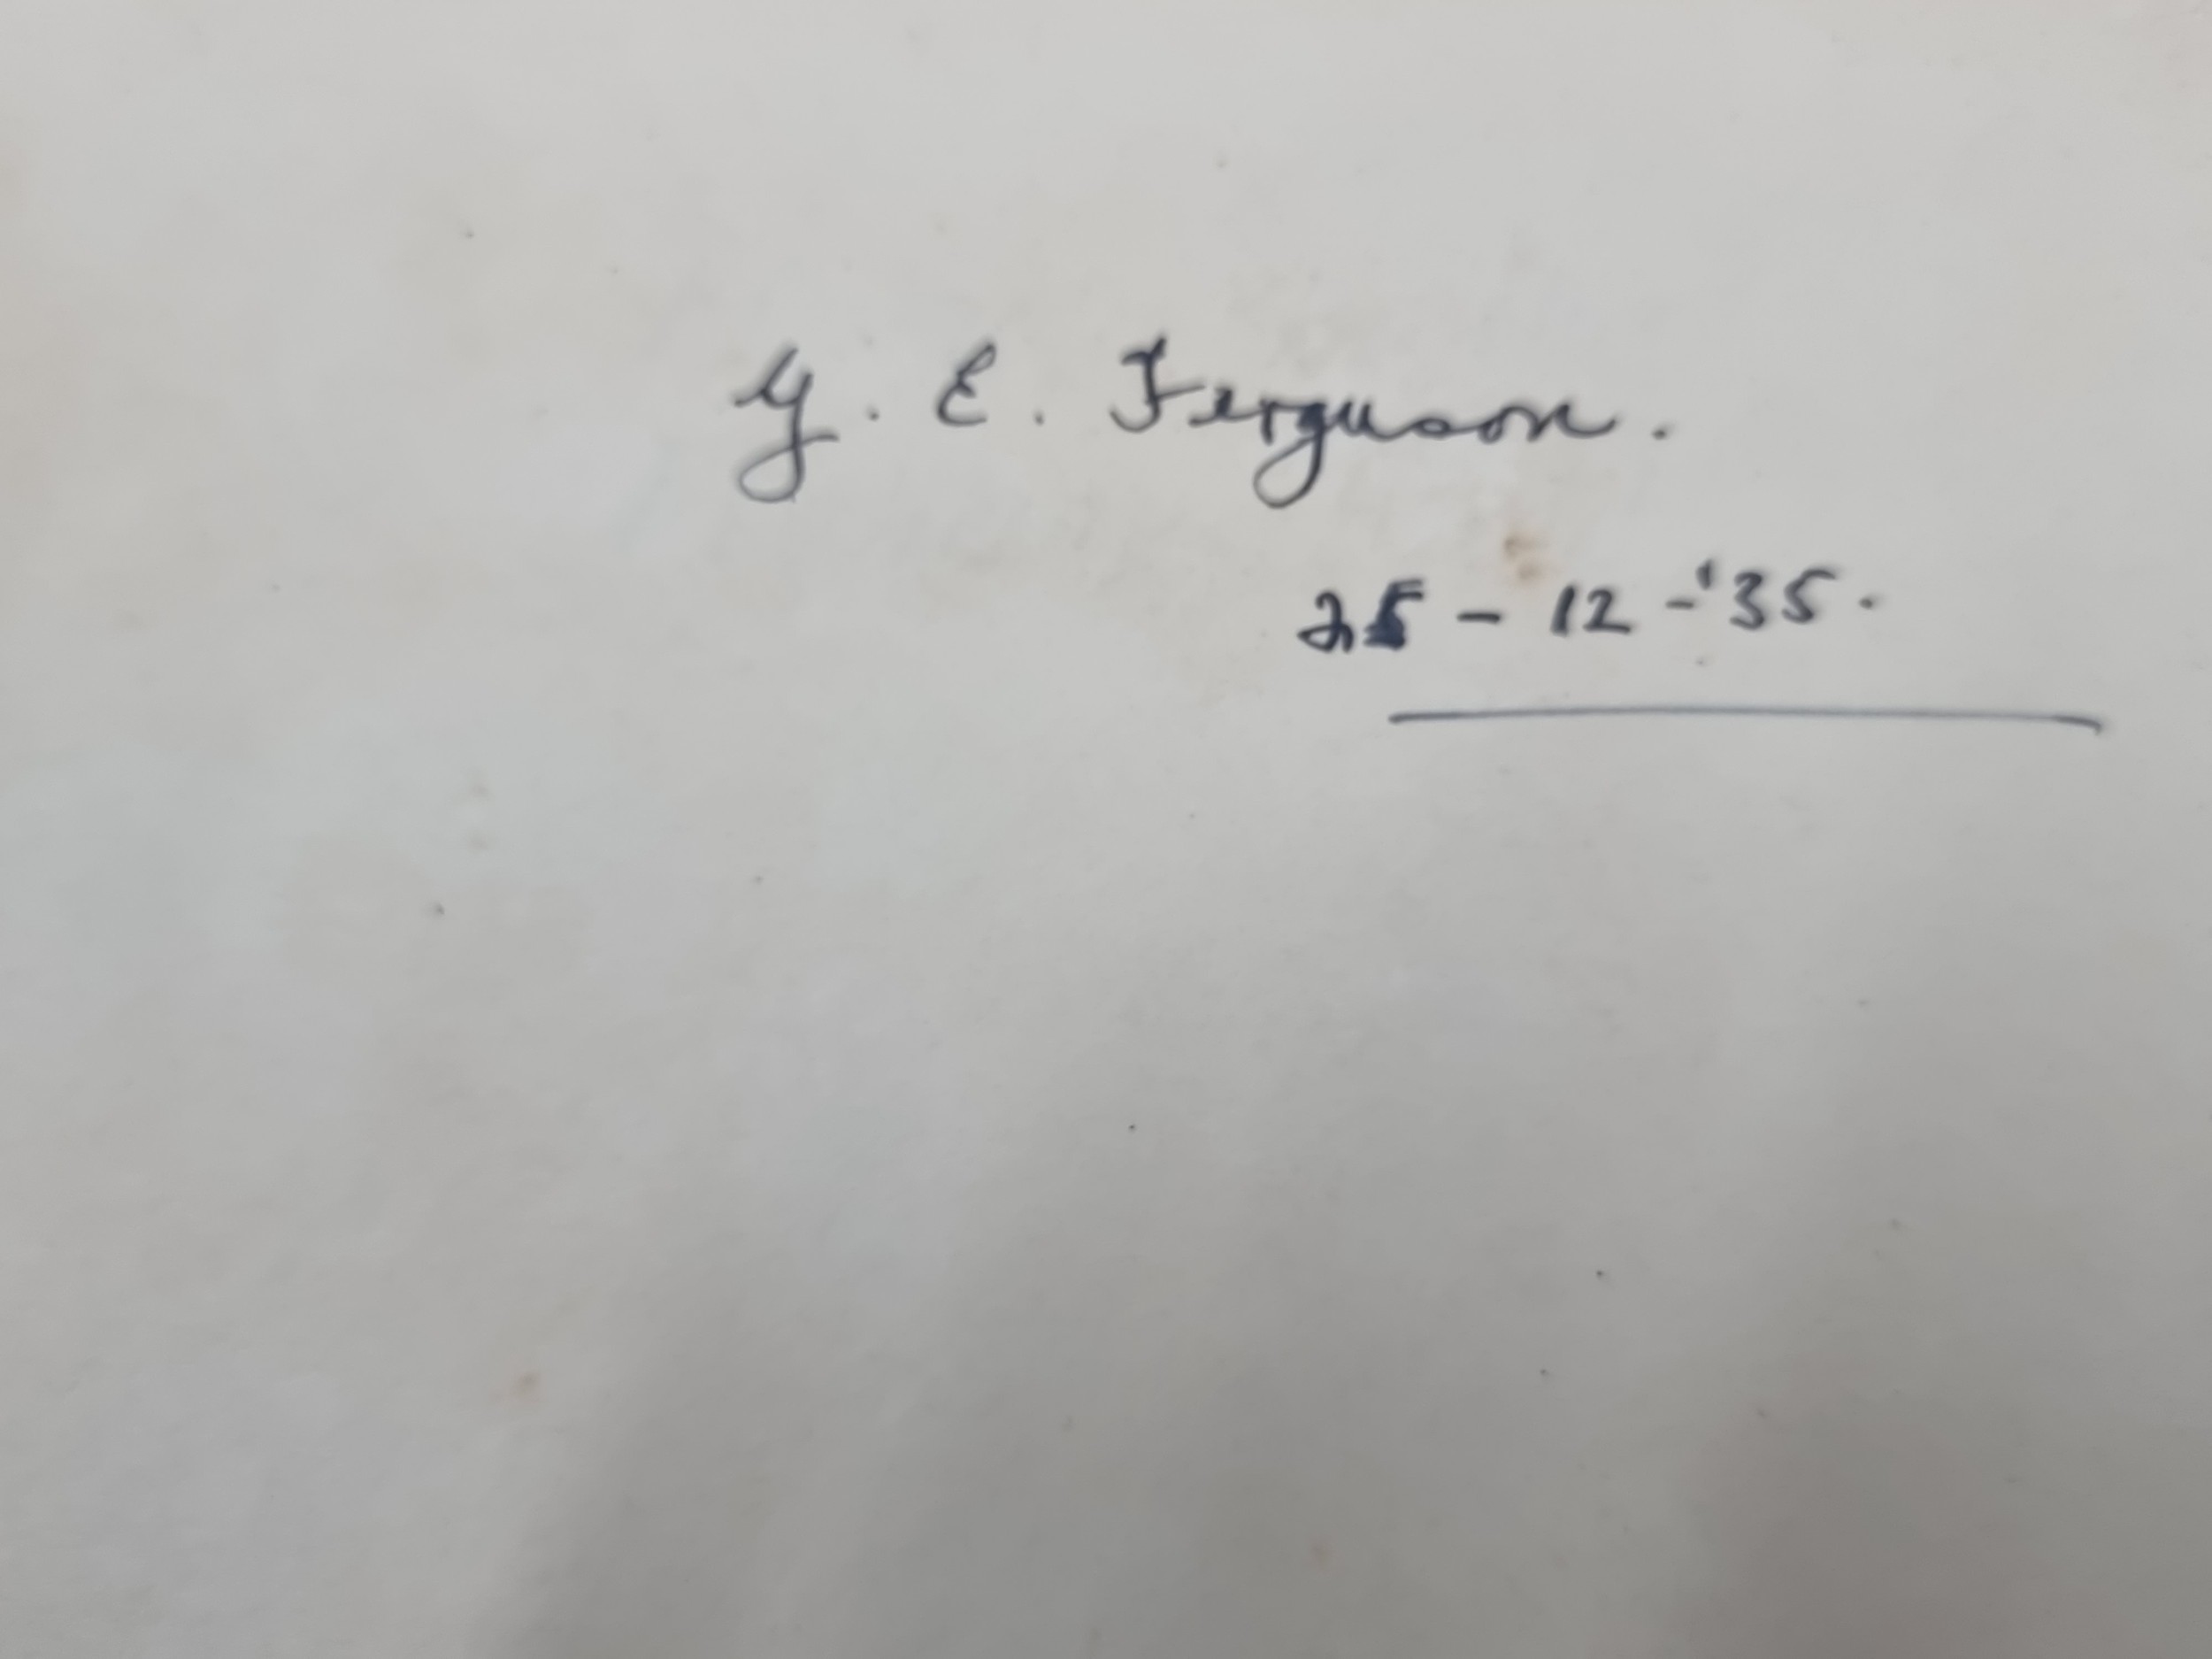 G. E. Ferguson.
25 - 12 - '35.